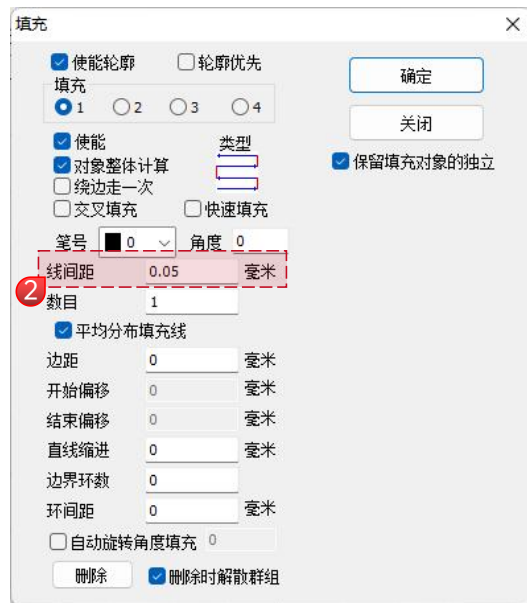 填充
使能轮廓 轮廓优先
确定
填充
1 2 3 4
关闭
使能 类型
对象整体计算 保留填充对象的独立
绕边走一次
交叉填充 快速填充
笔号 0 角度 0
线间距 0.05 毫米
2
数目 1
平均分布填充线
边距 0 毫米
开始偏移 0 毫米
结束偏移 0 毫米
直线缩进 0 毫米
边界环数 0
环间距 0 毫米
自动旋转角度填充 0
删除 删除时解散群组